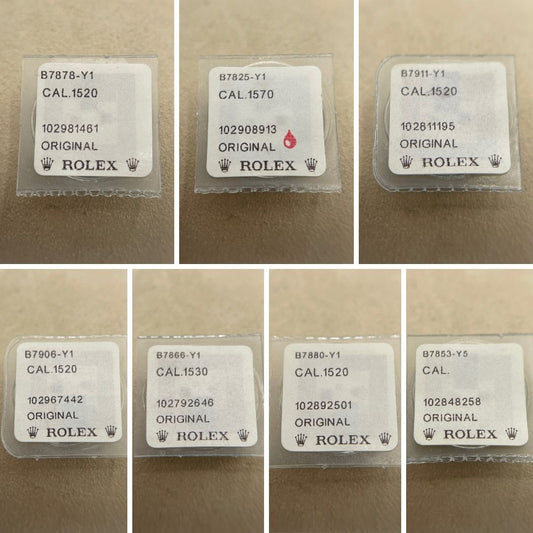 B7878-Y1
CAL.1520
102981461
ORIGINAL
ROLEX
B7825-Y1
CAL.1570
102908913
ORIGINAL
ROLEX
B7911-Y1
CAL.1520
102811195
ORIGINAL
ROLEX
B7906-Y1
CAL.1520
102967442
ORIGINAL
ROLEX
B7866-Y1
CAL.1530
102792646
ORIGINAL
ROLEX
B7880-Y1
CAL.1520
102892501
ORIGINAL
ROLEX
B7853-Y5
CAL.
102848258
ORIGINAL
ROLEX